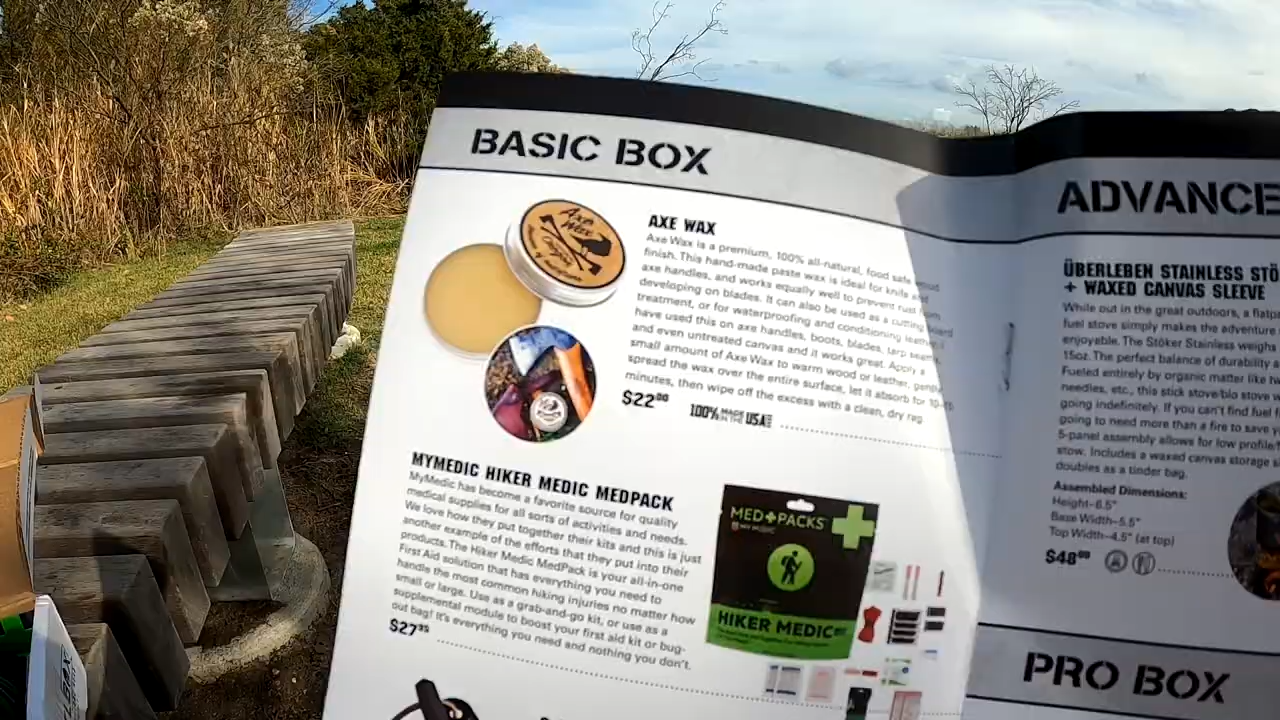 BASIC BOX
AXE WAX
Axe Wax is a premium, 100% all-natural, food safe wood
finish. This hand-made paste wax is ideal for knife and
axe handles, and works equally well to prevent rust from
developing on blades. It can also be used as a cutting board
treatment, or for waterproofing and conditioning leather. I
have used this on axe handles, boots, blades, tarp seams,
and even untreated canvas and it works great. Apply a
small amount of Axe Wax to warm wood or leather, gently
spread the wax over the entire surface, let it absorb for 10-15
minutes, then wipe off the excess with a clean, dry rag.
$22⁰⁰ 100% MADE IN THE USA
Axe Wax
MYMEDIC HIKER MEDIC MEDPACK
MyMedic has become a favorite source for quality
medical supplies for all sorts of activities and needs.
We love how they put together their kits and this is just
another example of the efforts that they put into their
products. The Hiker Medic MedPack is your all-in-one
First Aid solution that has everything you need to
handle the most common hiking injuries no matter how
small or large. Use as a grab-and-go kit, or use as a
supplemental module to boost your first aid kit or bug-
out bag! It's everything you need and nothing you don't.
$27⁹⁵
MED+PACKS
MY MEDIC
HIKER MEDIC
ADVANCE
ÜBERLEBEN STAINLESS STÖ
+ WAXED CANVAS SLEEVE
While out in the great outdoors, a flatpa
fuel stove simply makes the adventure
enjoyable. The Stöker Stainless weighs
15oz. The perfect balance of durability a
Fueled entirely by organic matter like tw
needles, etc., this stick stove/bio stove w
going indefinitely. If you can't find fuel
going to need more than a fire to save y
5-panel assembly allows for low profile/
stow. Includes a waxed canvas storage s
doubles as a tinder bag.
Assembled Dimensions:
Height-6.5"
Base Width-5.5"
Top Width-4.5" (at top)
$48⁰⁰
PRO BOX